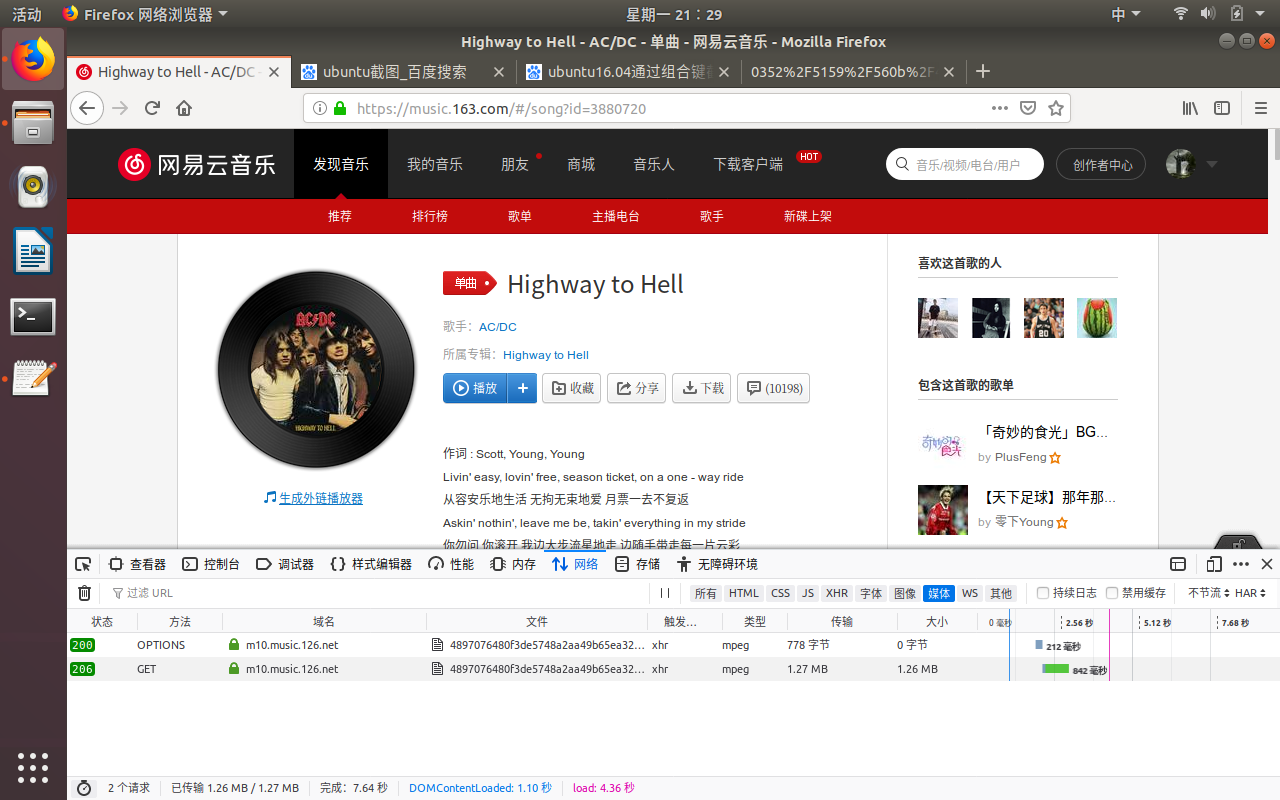 活动 Firefox 网络浏览器 星期一 21：29 中
Highway to Hell - AC/DC - 单曲 - 网易云音乐 - Mozilla Firefox
Highway to Hell - AC/DC - ubuntu截图_百度搜索 ubuntu16.04通过组合键 0352%2F5159%2F560b%2F
https://music.163.com/#/song?id=3880720
网易云音乐 发现音乐 我的音乐 朋友 商城 音乐人 下载客户端 HOT 音乐/视频/电台/用户 创作者中心
推荐 排行榜 歌单 主播电台 歌手 新碟上架
单曲 Highway to Hell
歌手： AC/DC
所属专辑： Highway to Hell
播放 + 收藏 分享 下载 (10198)
AC/DC
HIGHWAY TO HELL
生成外链播放器
作词 : Scott, Young, Young
Livin' easy, lovin' free, season ticket, on a one - way ride
从容安乐地生活 无拘无束地爱 月票一去不复返
Askin' nothin', leave me be, takin' everything in my stride
你勿问 你滚开 我迈大步流星地走 边随手带走每一片云彩
喜欢这首歌的人
包含这首歌的歌单
奇妙的食光
「奇妙的食光」BG...
by PlusFeng
【天下足球】那年那...
by 零下Young
查看器 控制台 调试器 样式编辑器 性能 内存 网络 存储 无障碍环境
过滤 URL 所有 HTML CSS JS XHR 字体 图像 媒体 WS 其他 持续日志 禁用缓存 不节流 HAR
状态 方法 域名 文件 触发... 类型 传输 大小 0 毫秒 2.56 秒 5.12 秒 7.68 秒
200 OPTIONS m10.music.126.net 4897076480f3de5748a2aa49b65ea32... xhr mpeg 778 字节 0 字节 212 毫秒
206 GET m10.music.126.net 4897076480f3de5748a2aa49b65ea32... xhr mpeg 1.27 MB 1.26 MB 842 毫秒
2 个请求 已传输 1.26 MB / 1.27 MB 完成：7.64 秒 DOMContentLoaded: 1.10 秒 load: 4.36 秒